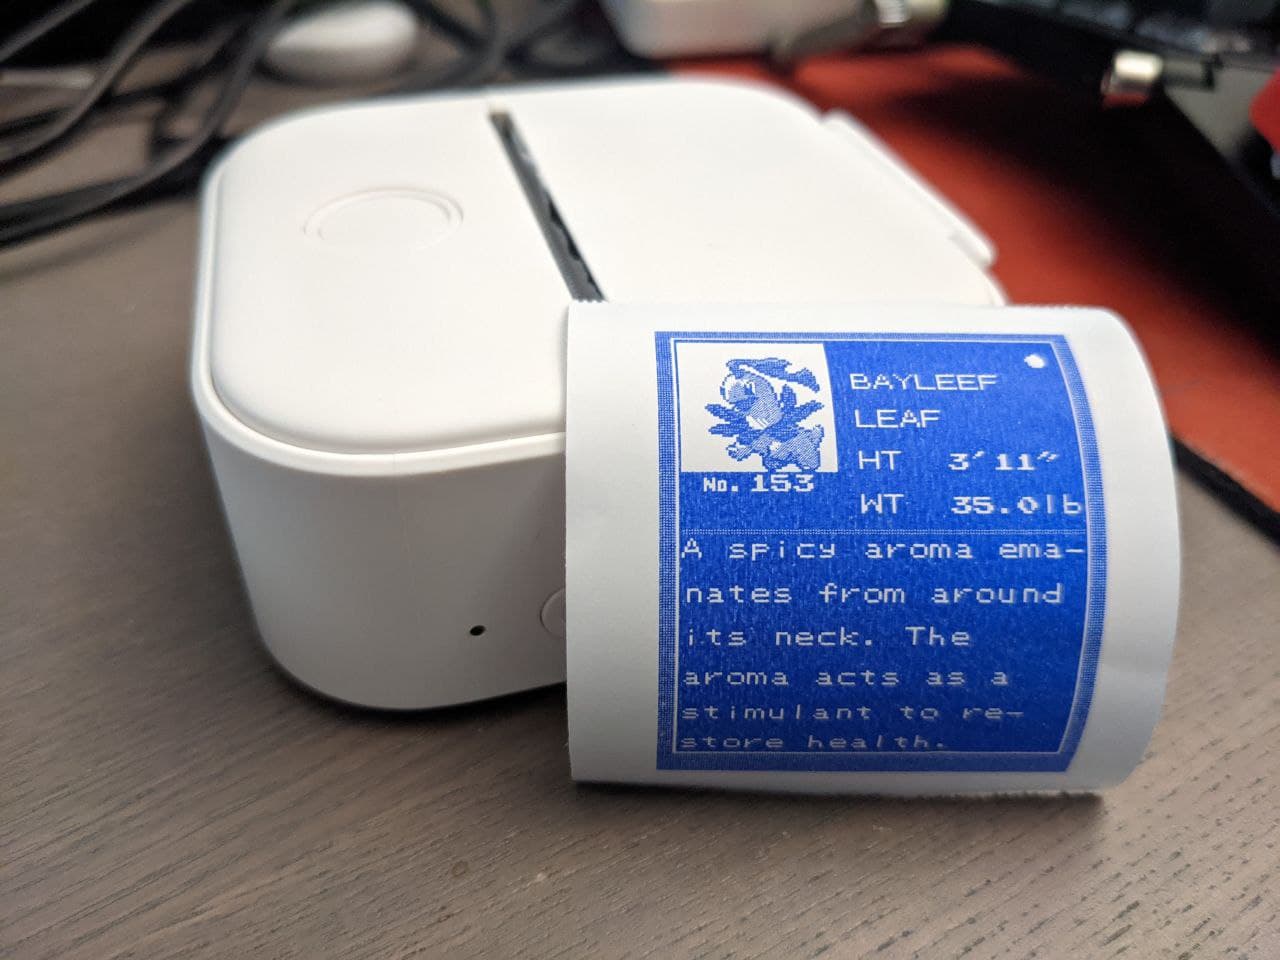 BAYLEEF
LEAF
HT 3′11″
No. 153
WT 35.0lb
A spicy aroma ema-
nates from around
its neck. The
aroma acts as a
stimulant to re-
store health.